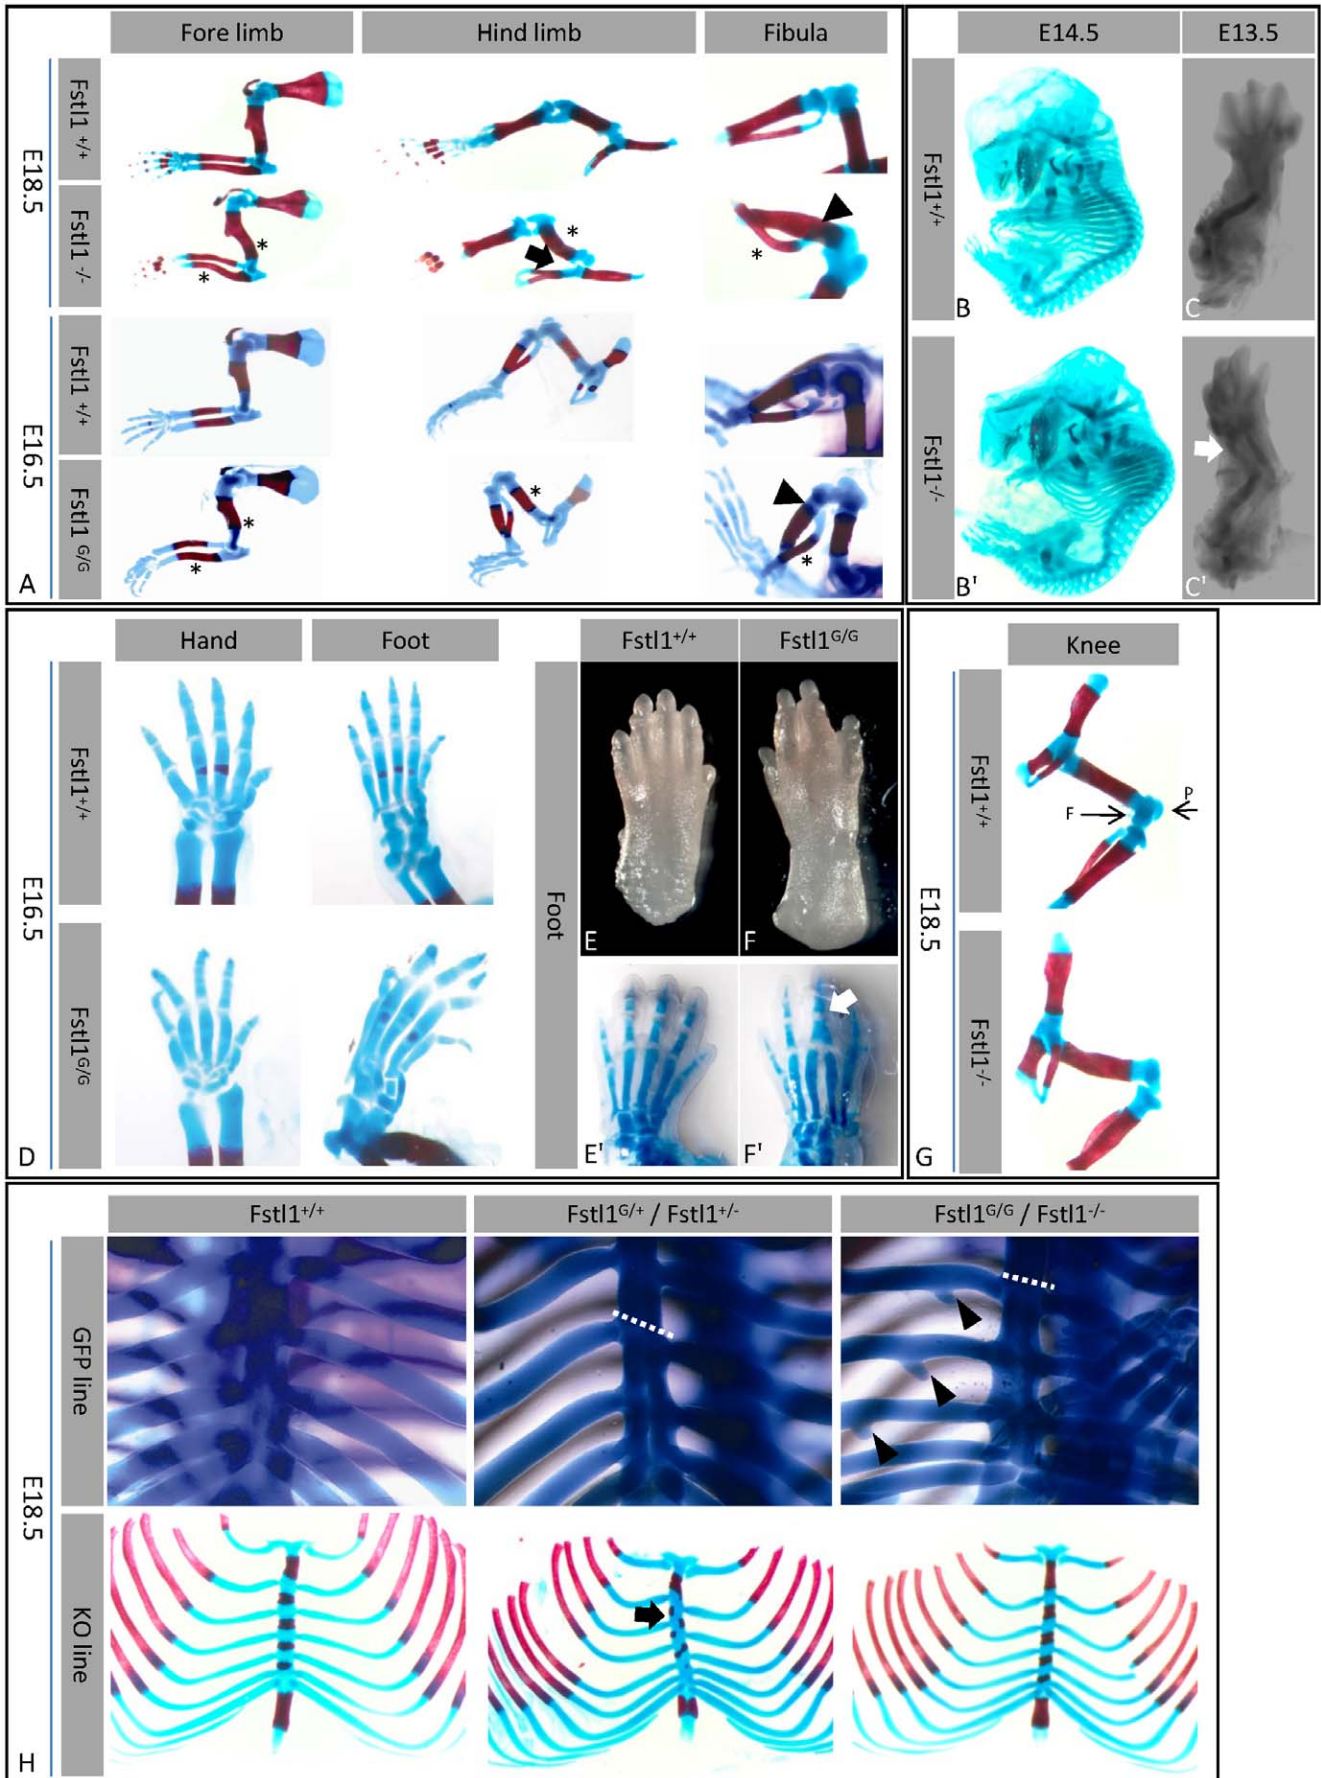 Fore limb
Hind limb
Fibula
E18.5
Fstl1 +/+
Fstl1 -/-
E16.5
Fstl1 +/+
Fstl1 G/G
*
*
*
*
*
*
*
*
A
E14.5
E13.5
Fstl1+/+
B
C
Fstl1-/-
B'
C'
Hand
Foot
E16.5
Fstl1+/+
Fstl1G/G
D
Fstl1+/+
Fstl1G/G
Foot
E
F
E'
F'
Knee
E18.5
Fstl1+/+
F
P
Fstl1-/-
G
Fstl1+/+
Fstl1G/+ / Fstl1+/-
Fstl1G/G / Fstl1-/-
E18.5
GFP line
KO line
H